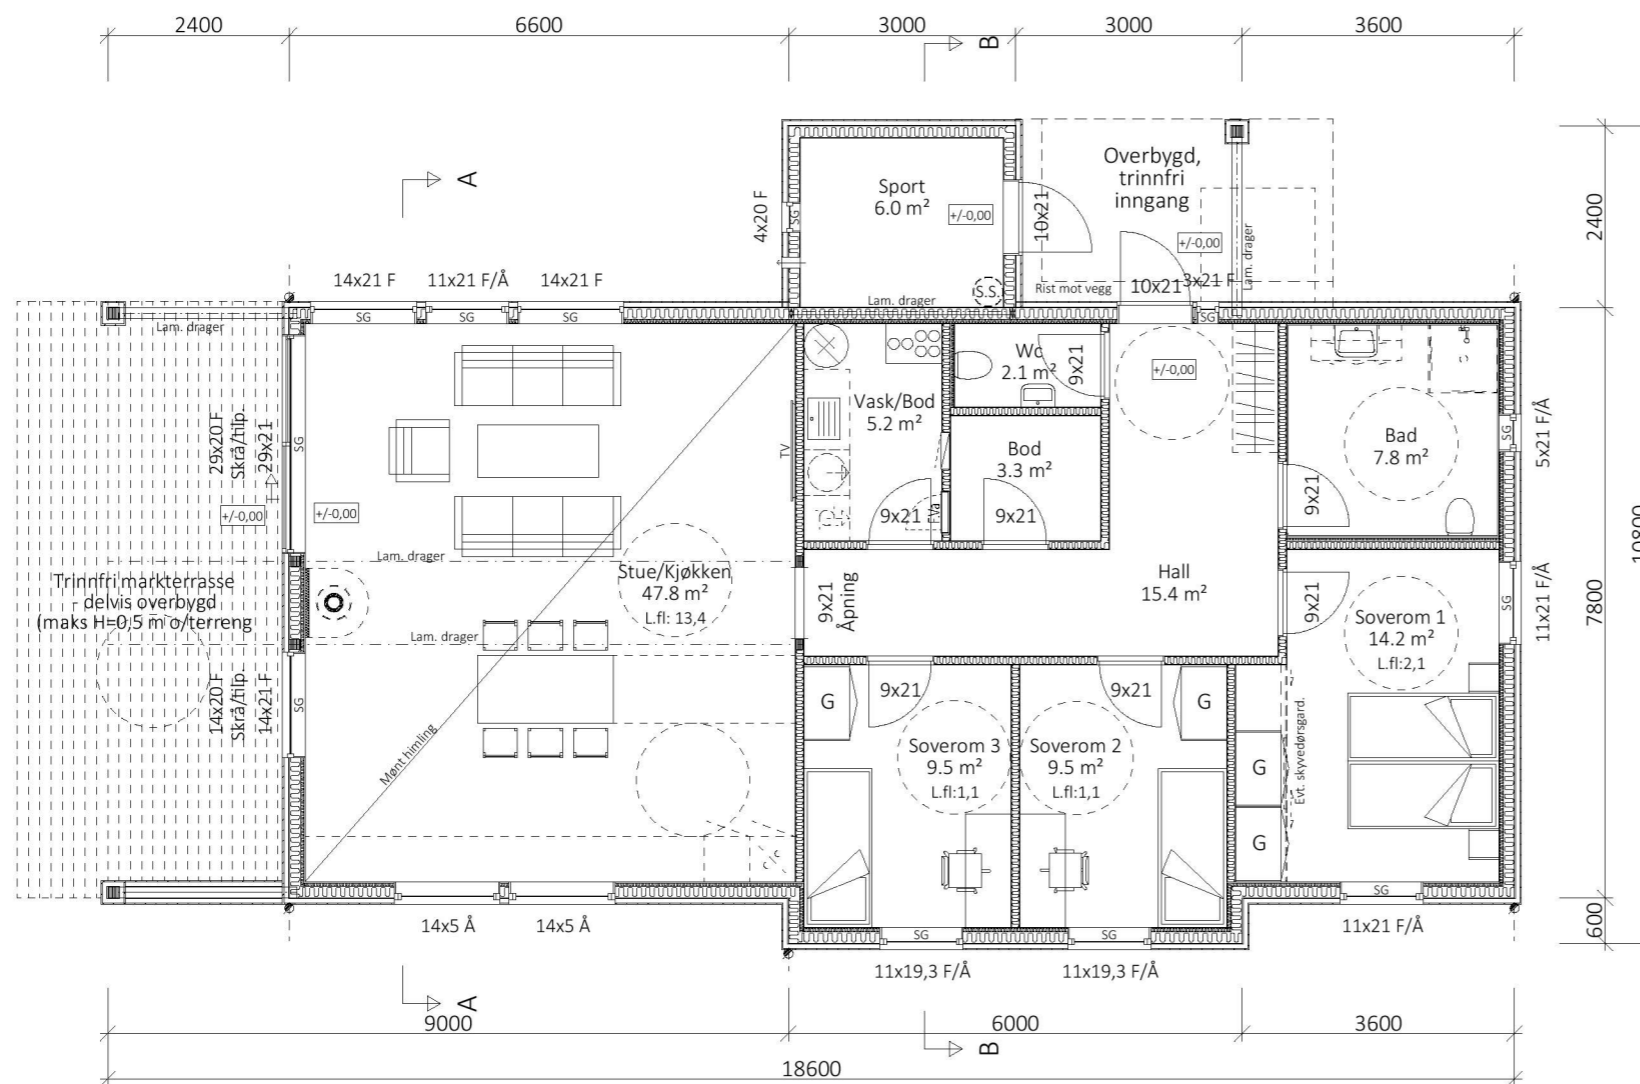 2400
6600
3000
3000
3600
B
A
Overbygd,
trinnfri
inngang
Sport
6.0 m²
+/-0,00
10x21
+/-0,00
Lam. drager
4x20 F
2400
14x21 F
11x21 F/Å
14x21 F
Lam. drager
S.S.
Rist mot vegg
10x21
3x21 F
Lam. drager
SG
SG
SG
SG
SG
Wc
2.1 m²
9x21
+/-0,00
Vask/Bod
5.2 m²
Bod
3.3 m²
Bad
7.8 m²
SG
5x21 F/Å
29x20 F
Skrå/tilp.
29x21
SG
TV
+/-0,00
+/-0,00
9x21
9x21
9x21
10800
Lam. drager
Trinnfri markterrasse
- delvis overbygd
(maks H=0,5 m o/terreng
Stue/Kjøkken
47.8 m²
L.fl: 13,4
9x21
Åpning
Hall
15.4 m²
9x21
Soverom 1
14.2 m²
L.fl:2,1
SG
11x21 F/Å
7800
Lam. drager
14x20 F
Skrå/tilp.
14x21 F
SG
G
9x21
9x21
G
Soverom 3
9.5 m²
L.fl:1,1
Soverom 2
9.5 m²
L.fl:1,1
G
Evt. skyvedørsgard.
G
Mønt himling
14x5 Å
14x5 Å
SG
SG
SG
11x21 F/Å
600
11x19,3 F/Å
11x19,3 F/Å
A
9000
6000
3600
B
18600